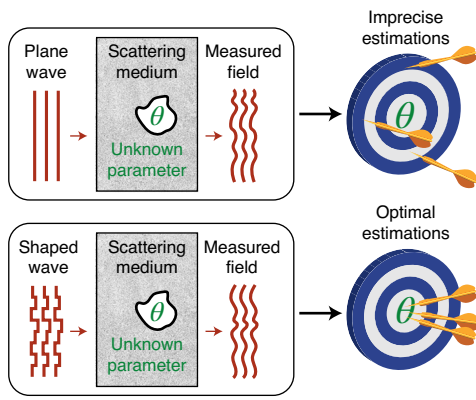 Plane
wave
Scattering
medium
θ
Unknown
parameter
Measured
field
Imprecise
estimations
θ
Shaped
wave
Scattering
medium
θ
Unknown
parameter
Measured
field
Optimal
estimations
θ